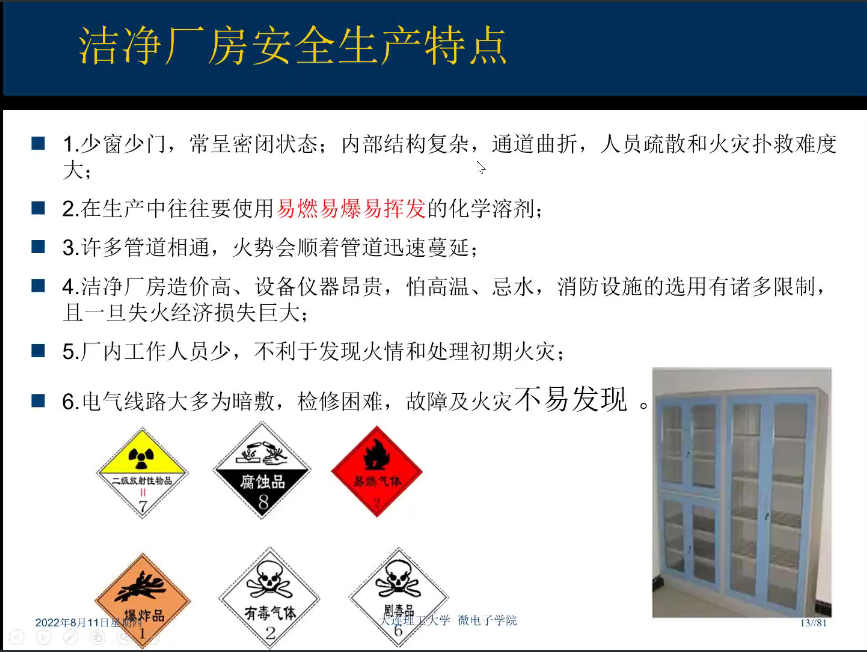 洁净厂房安全生产特点
1.少窗少门，常呈密闭状态；内部结构复杂，通道曲折，人员疏散和火灾扑救难度
大；
2.在生产中往往要使用易燃易爆易挥发的化学溶剂；
3.许多管道相通，火势会顺着管道迅速蔓延；
4.洁净厂房造价高、设备仪器昂贵，怕高温、忌水，消防设施的选用有诸多限制，
且一旦失火经济损失巨大；
5.厂内工作人员少，不利于发现火情和处理初期火灾；
6.电气线路大多为暗敷，检修困难，故障及火灾不易发现 。
二级放射性物品
II
7
腐蚀品
8
易燃气体
2
爆炸品
1
有毒气体
2
剧毒品
6
2022年8月11日星期四
大连理工大学 微电子学院
13//81